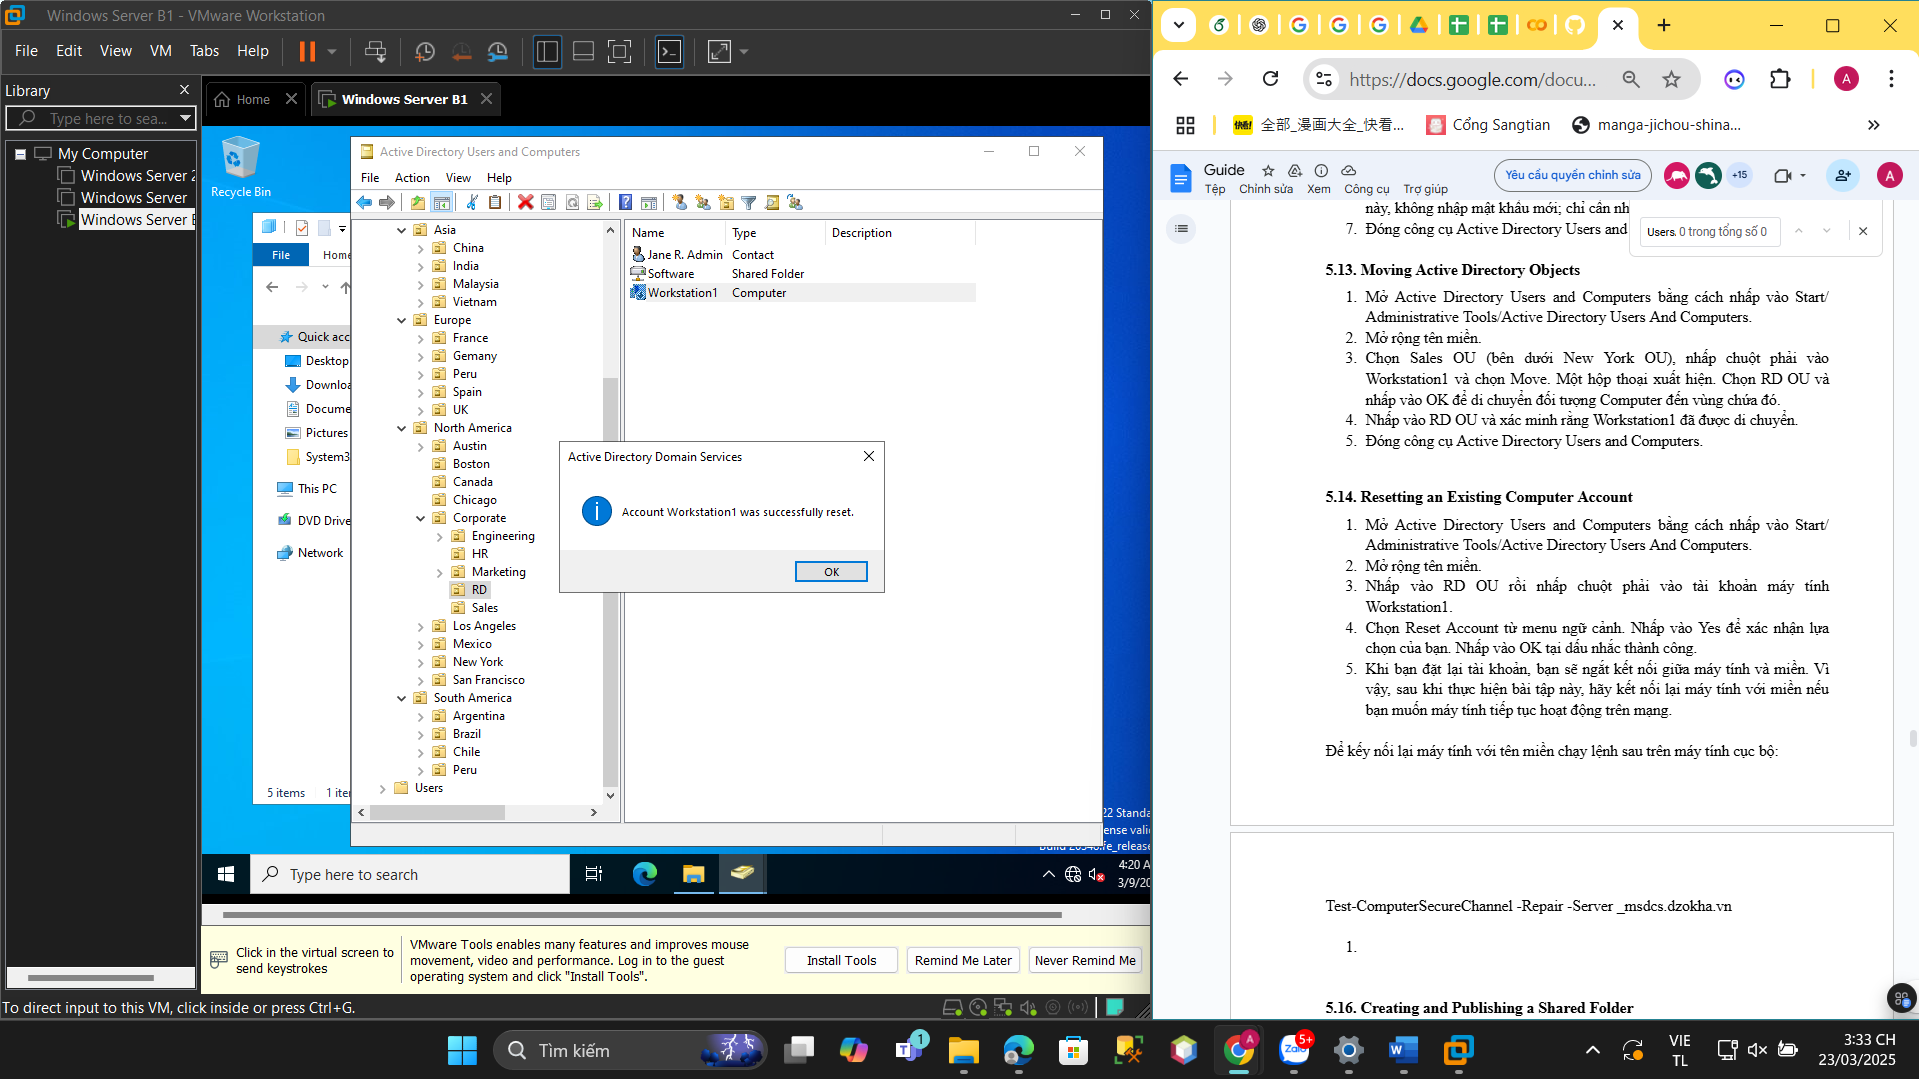 Windows Server B1 - VMware Workstation
File Edit View VM Tabs Help
Library
Type here to sea...
My Computer
Windows Server 2
Windows Server
Windows Server B
Home
Windows Server B1
Recycle Bin
File
Home
Quick acc
Desktop
Downloa
Docume
Pictures
System3
This PC
DVD Drive
Network
5 items
1 iter
Active Directory Users and Computers
File Action View Help
Asia
China
India
Malaysia
Vietnam
Europe
France
Gemany
Peru
Spain
UK
North America
Austin
Boston
Canada
Chicago
Corporate
Engineering
HR
Marketing
RD
Sales
Los Angeles
Mexico
New York
San Francisco
South America
Argentina
Brazil
Chile
Peru
Users
Name Type Description
Jane R. Admin Contact
Software Shared Folder
Workstation1 Computer
Active Directory Domain Services
Account Workstation1 was successfully reset.
OK
22 Standa
ense valid
Build 20348.fe_release
Type here to search
4:20 A
3/9/20
Click in the virtual screen to
send keystrokes
VMware Tools enables many features and improves mouse
movement, video and performance. Log in to the guest
operating system and click "Install Tools".
Install Tools
Remind Me Later
Never Remind Me
To direct input to this VM, click inside or press Ctrl+G.
https://docs.google.com/docu...
A
全部_漫画大全_快看...
Cổng Sangtian
manga-jichou-shina...
Guide
Tệp Chỉnh sửa Xem Công cụ Trợ giúp
Yêu cầu quyền chỉnh sửa
+15
A
Users. 0 trong tổng số 0
này, không nhập mật khẩu mới; chỉ cần nh
7. Đóng công cụ Active Directory Users and
5.13. Moving Active Directory Objects
1. Mở Active Directory Users and Computers bằng cách nhấp vào Start/
Administrative Tools/Active Directory Users And Computers.
2. Mở rộng tên miền.
3. Chọn Sales OU (bên dưới New York OU), nhấp chuột phải vào
Workstation1 và chọn Move. Một hộp thoại xuất hiện. Chọn RD OU và
nhấp vào OK để di chuyển đối tượng Computer đến vùng chứa đó.
4. Nhấp vào RD OU và xác minh rằng Workstation1 đã được di chuyển.
5. Đóng công cụ Active Directory Users and Computers.
5.14. Resetting an Existing Computer Account
1. Mở Active Directory Users and Computers bằng cách nhấp vào Start/
Administrative Tools/Active Directory Users And Computers.
2. Mở rộng tên miền.
3. Nhấp vào RD OU rồi nhấp chuột phải vào tài khoản máy tính
Workstation1.
4. Chọn Reset Account từ menu ngữ cảnh. Nhấp vào Yes để xác nhận lựa
chọn của bạn. Nhấp vào OK tại dấu nhắc thành công.
5. Khi bạn đặt lại tài khoản, bạn sẽ ngắt kết nối giữa máy tính và miền. Vì
vậy, sau khi thực hiện bài tập này, hãy kết nối lại máy tính với miền nếu
bạn muốn máy tính tiếp tục hoạt động trên mạng.
Để kếy nối lại máy tính với tên miền chạy lệnh sau trên máy tính cục bộ:
Test-ComputerSecureChannel -Repair -Server _msdcs.dzokha.vn
1.
5.16. Creating and Publishing a Shared Folder
Tìm kiếm
1
A
Zalo
5+
VIE
TL
3:33 CH
23/03/2025